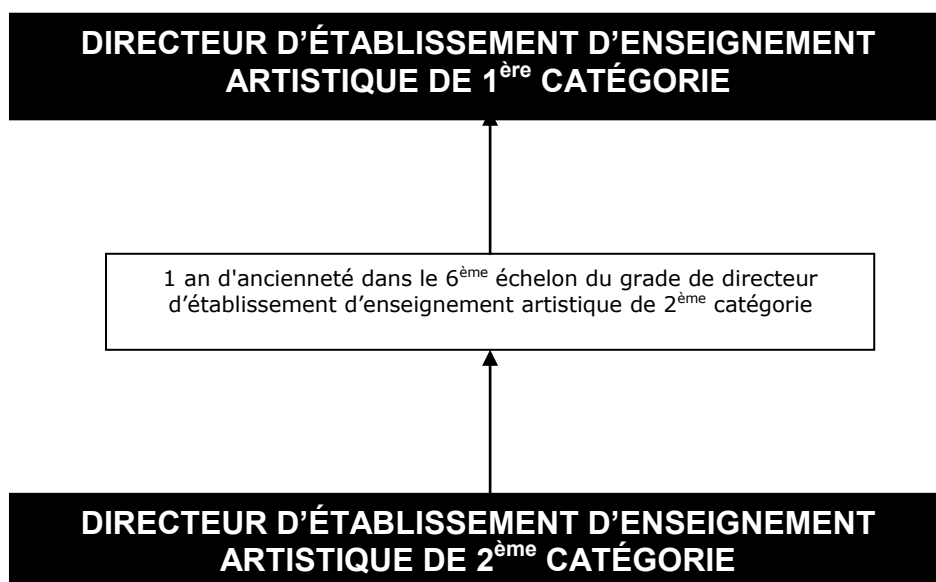 DIRECTEUR D’ÉTABLISSEMENT D’ENSEIGNEMENT
ARTISTIQUE DE 1ère CATÉGORIE
1 an d'ancienneté dans le 6ème échelon du grade de directeur
d’établissement d’enseignement artistique de 2ème catégorie
DIRECTEUR D’ÉTABLISSEMENT D’ENSEIGNEMENT
ARTISTIQUE DE 2ème CATÉGORIE